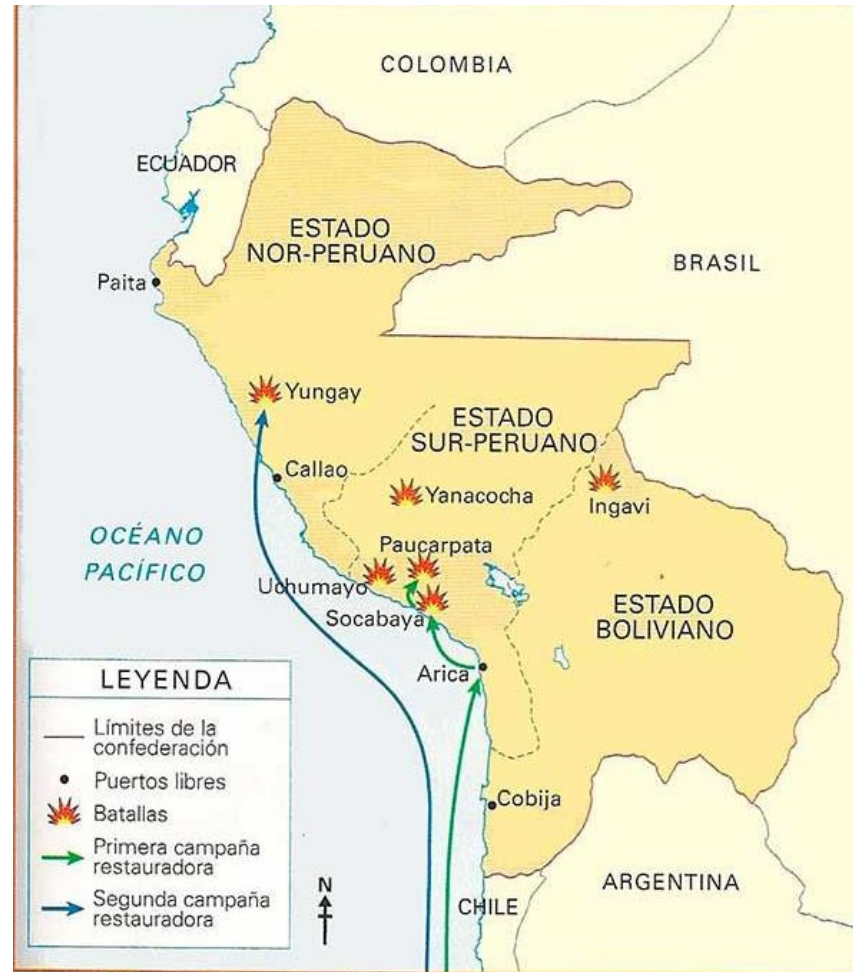 COLOMBIA
ECUADOR
ESTADO
NOR-PERUANO
BRASIL
Paita
Yungay
ESTADO
SUR-PERUANO
Callao
Yanacocha
Ingavi
OCÉANO
PACÍFICO
Paucarpata
Uchumayo
Socabaya
ESTADO
BOLIVIANO
Arica
Cobija
CHILE
ARGENTINA
LEYENDA
Límites de la
confederación
Puertos libres
Batallas
Primera campaña
restauradora
Segunda campaña
restauradora
N